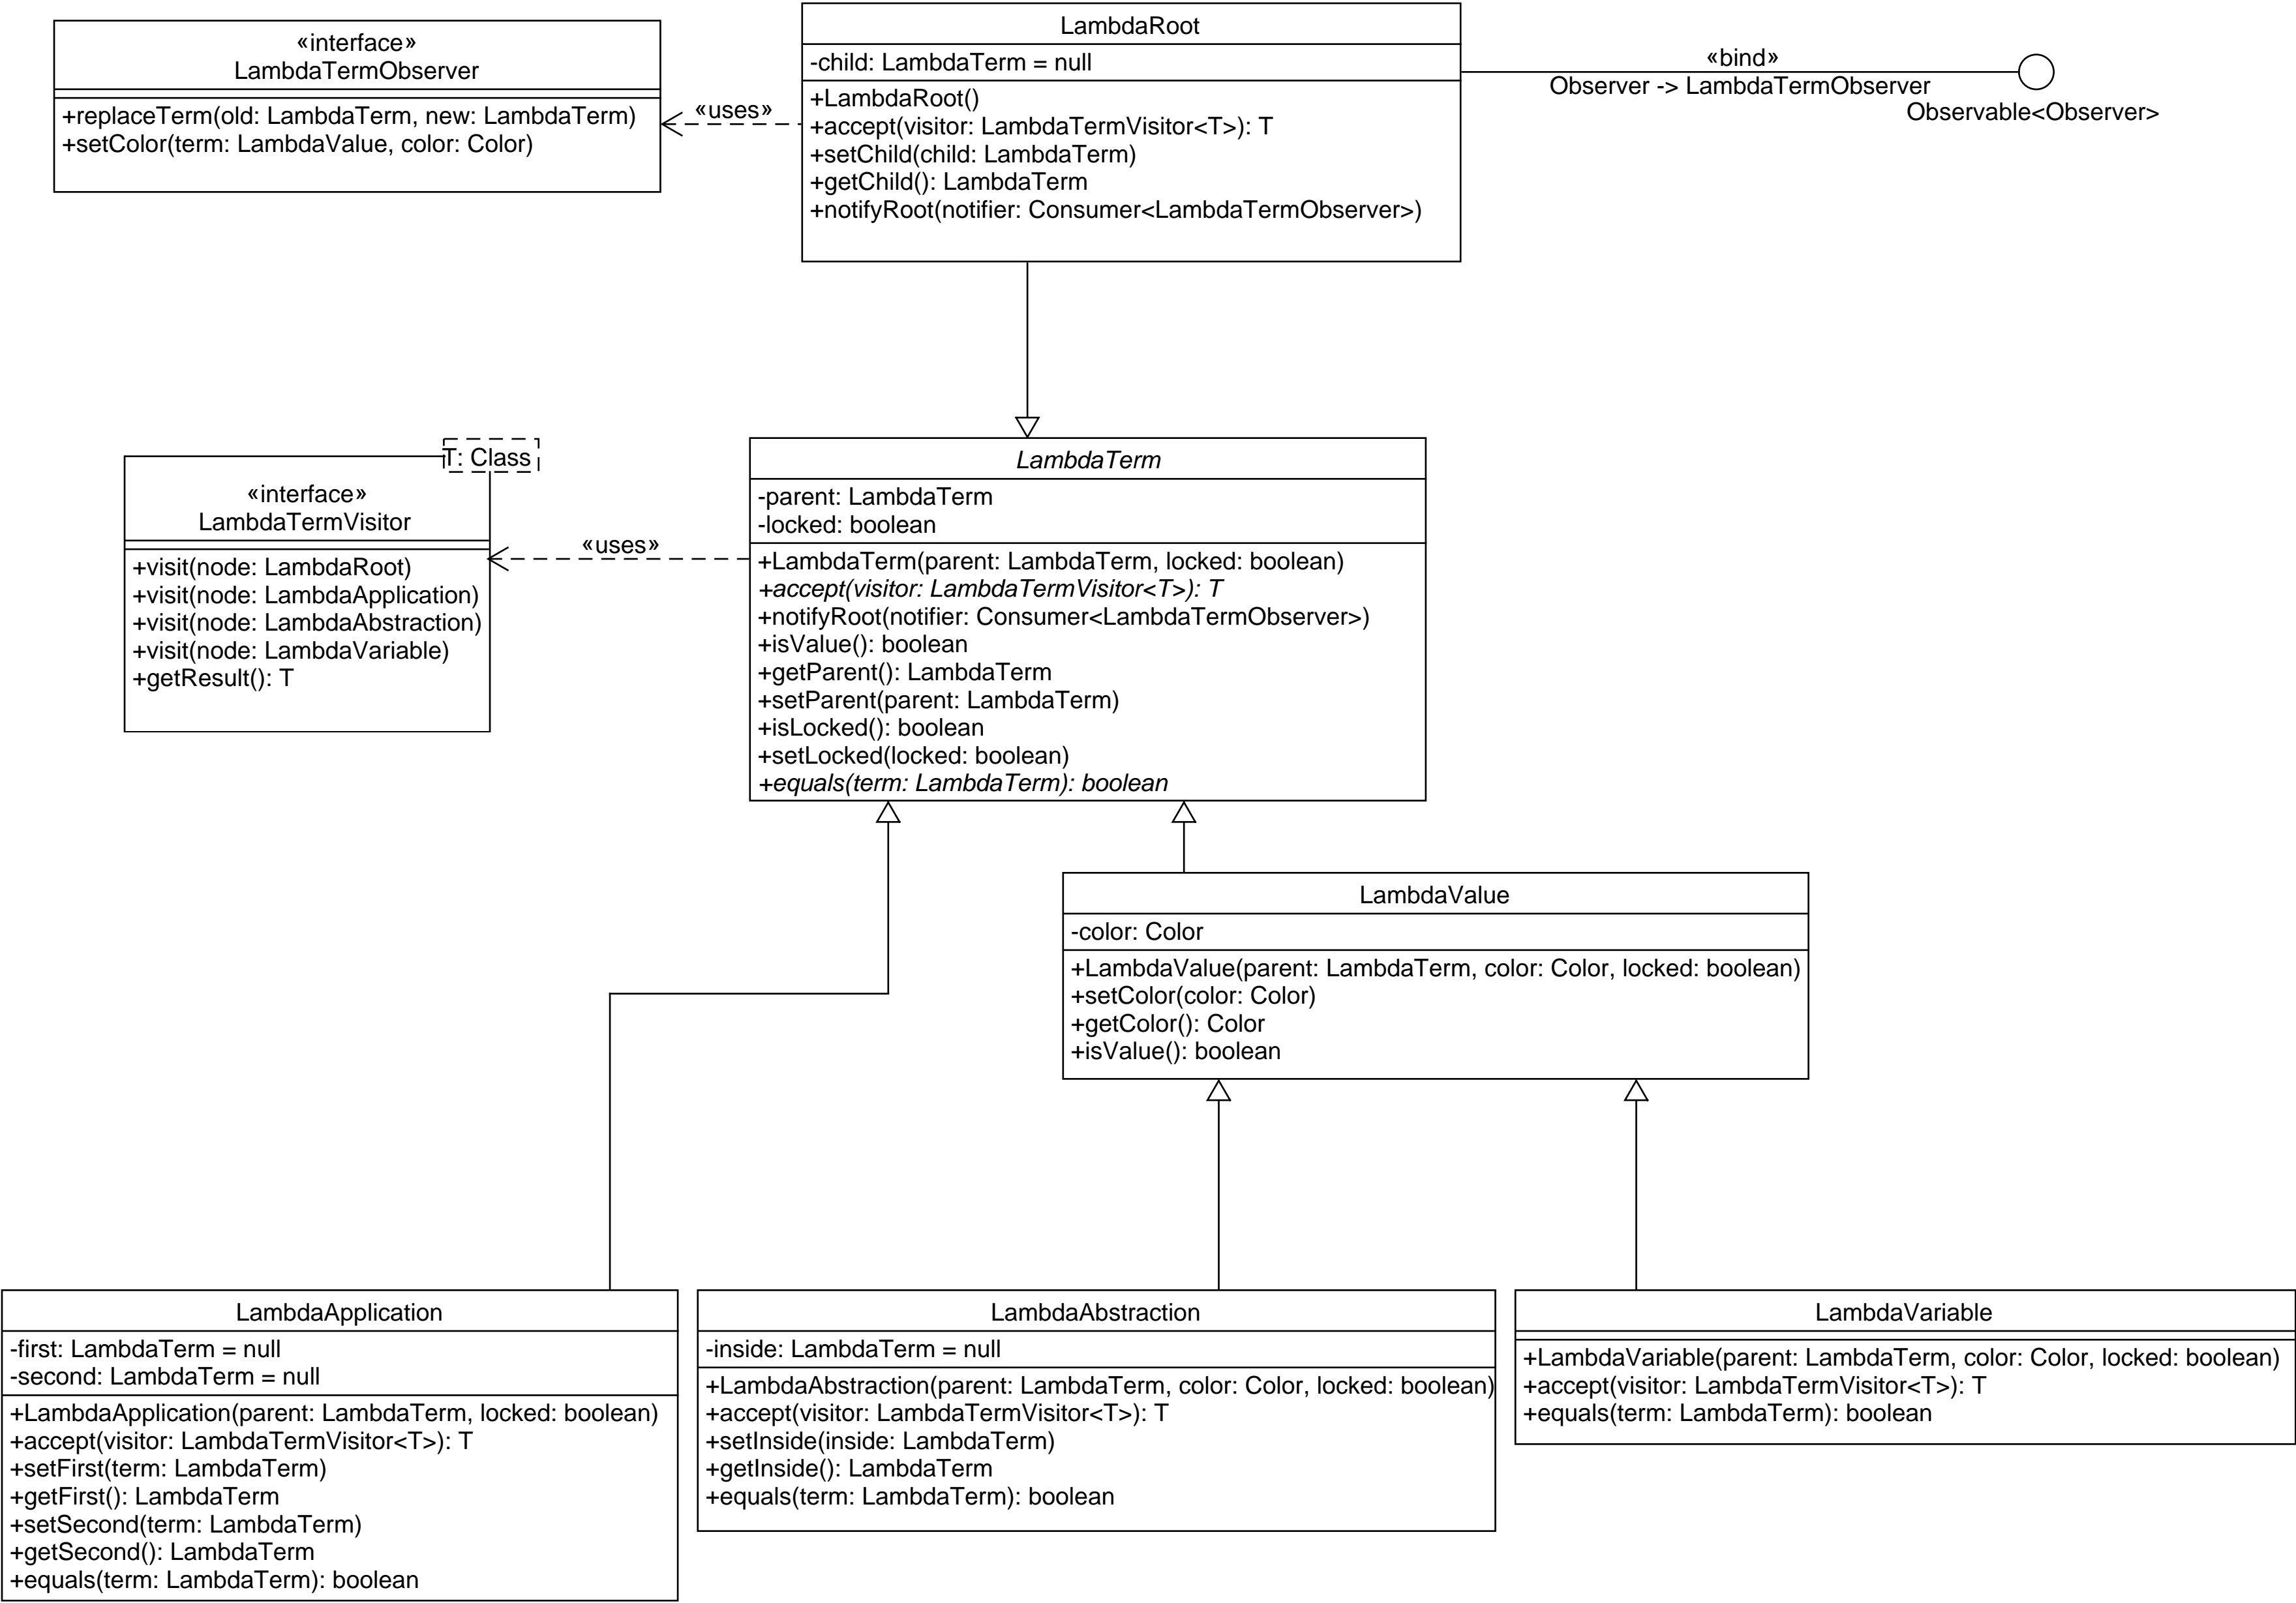 «interface»
LambdaTermObserver
+replaceTerm(old: LambdaTerm, new: LambdaTerm)
+setColor(term: LambdaValue, color: Color)
«uses»
LambdaRoot
-child: LambdaTerm = null
+LambdaRoot()
+accept(visitor: LambdaTermVisitor<T>): T
+setChild(child: LambdaTerm)
+getChild(): LambdaTerm
+notifyRoot(notifier: Consumer<LambdaTermObserver>)
«bind»
Observer -> LambdaTermObserver
Observable<Observer>
T: Class
«interface»
LambdaTermVisitor
+visit(node: LambdaRoot)
+visit(node: LambdaApplication)
+visit(node: LambdaAbstraction)
+visit(node: LambdaVariable)
+getResult(): T
«uses»
LambdaTerm
-parent: LambdaTerm
-locked: boolean
+LambdaTerm(parent: LambdaTerm, locked: boolean)
+accept(visitor: LambdaTermVisitor<T>): T
+notifyRoot(notifier: Consumer<LambdaTermObserver>)
+isValue(): boolean
+getParent(): LambdaTerm
+setParent(parent: LambdaTerm)
+isLocked(): boolean
+setLocked(locked: boolean)
+equals(term: LambdaTerm): boolean
LambdaValue
-color: Color
+LambdaValue(parent: LambdaTerm, color: Color, locked: boolean)
+setColor(color: Color)
+getColor(): Color
+isValue(): boolean
LambdaApplication
-first: LambdaTerm = null
-second: LambdaTerm = null
+LambdaApplication(parent: LambdaTerm, locked: boolean)
+accept(visitor: LambdaTermVisitor<T>): T
+setFirst(term: LambdaTerm)
+getFirst(): LambdaTerm
+setSecond(term: LambdaTerm)
+getSecond(): LambdaTerm
+equals(term: LambdaTerm): boolean
LambdaAbstraction
-inside: LambdaTerm = null
+LambdaAbstraction(parent: LambdaTerm, color: Color, locked: boolean)
+accept(visitor: LambdaTermVisitor<T>): T
+setInside(inside: LambdaTerm)
+getInside(): LambdaTerm
+equals(term: LambdaTerm): boolean
LambdaVariable
+LambdaVariable(parent: LambdaTerm, color: Color, locked: boolean)
+accept(visitor: LambdaTermVisitor<T>): T
+equals(term: LambdaTerm): boolean